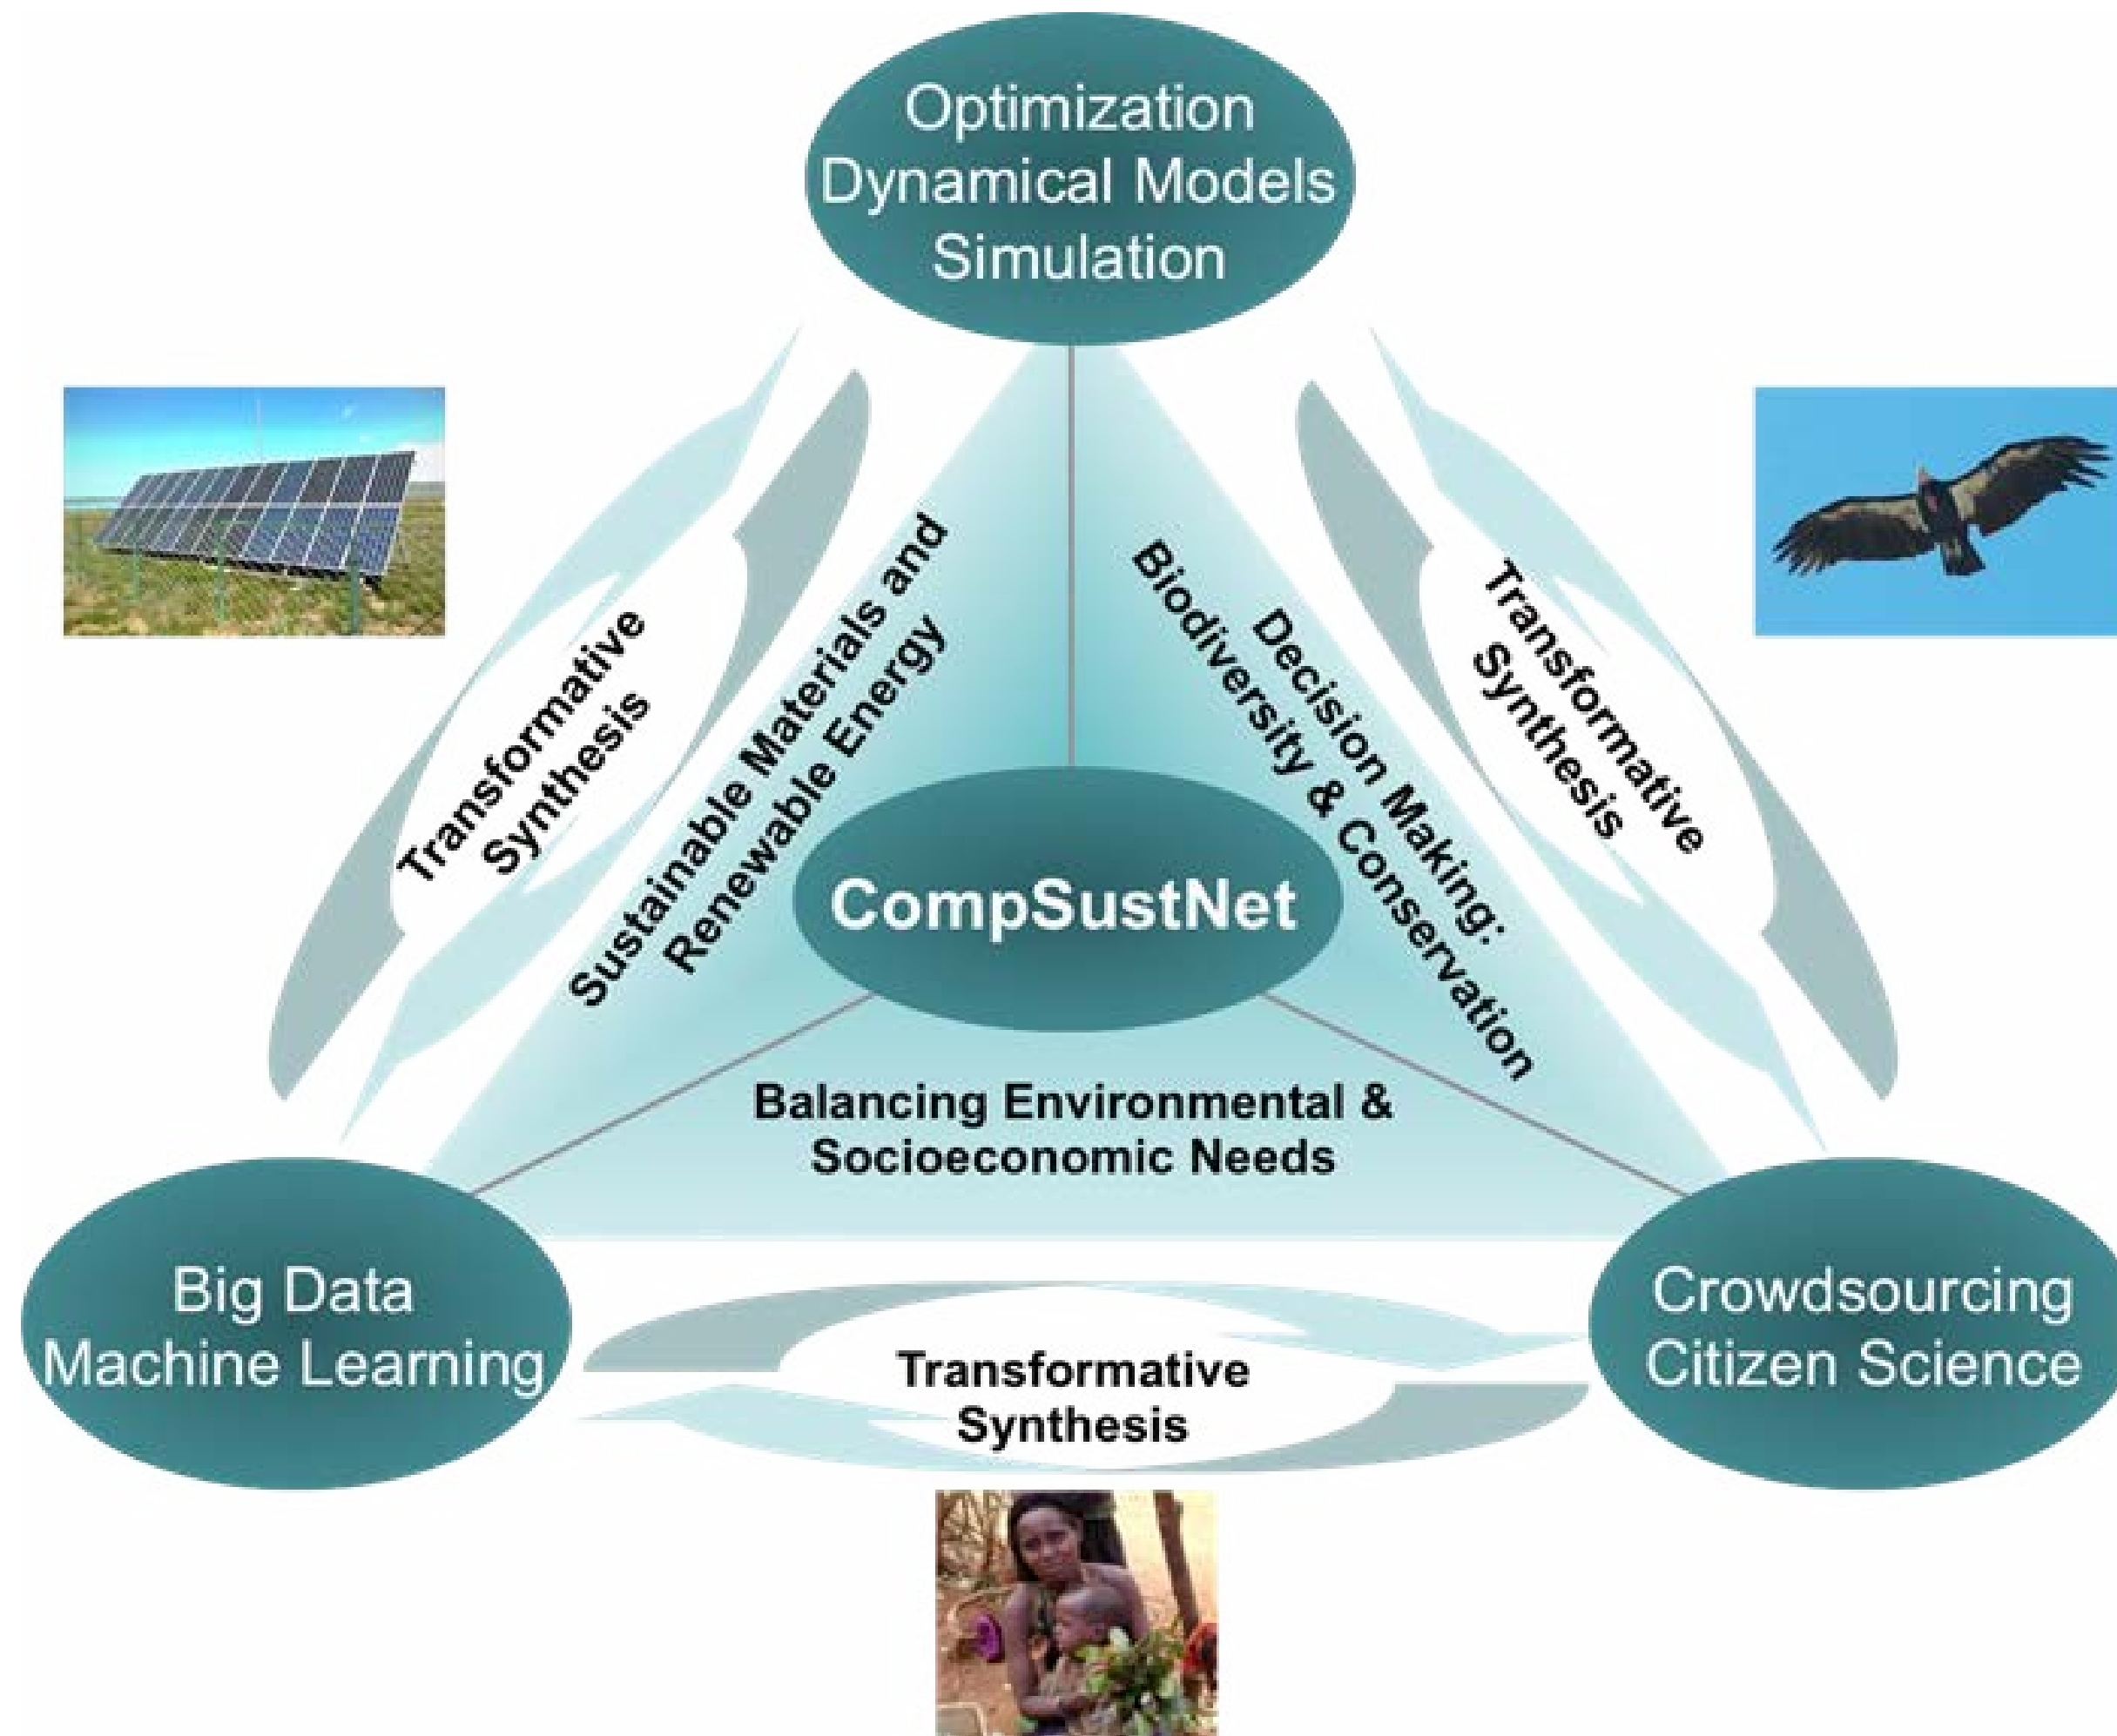 Optimization
Dynamical Models
Simulation
Transformative
Synthesis
Sustainable Materials and
Renewable Energy
Decision Making:
Biodiversity & Conservation
Transformative
Synthesis
CompSustNet
Balancing Environmental &
Socioeconomic Needs
Big Data
Machine Learning
Crowdsourcing
Citizen Science
Transformative
Synthesis